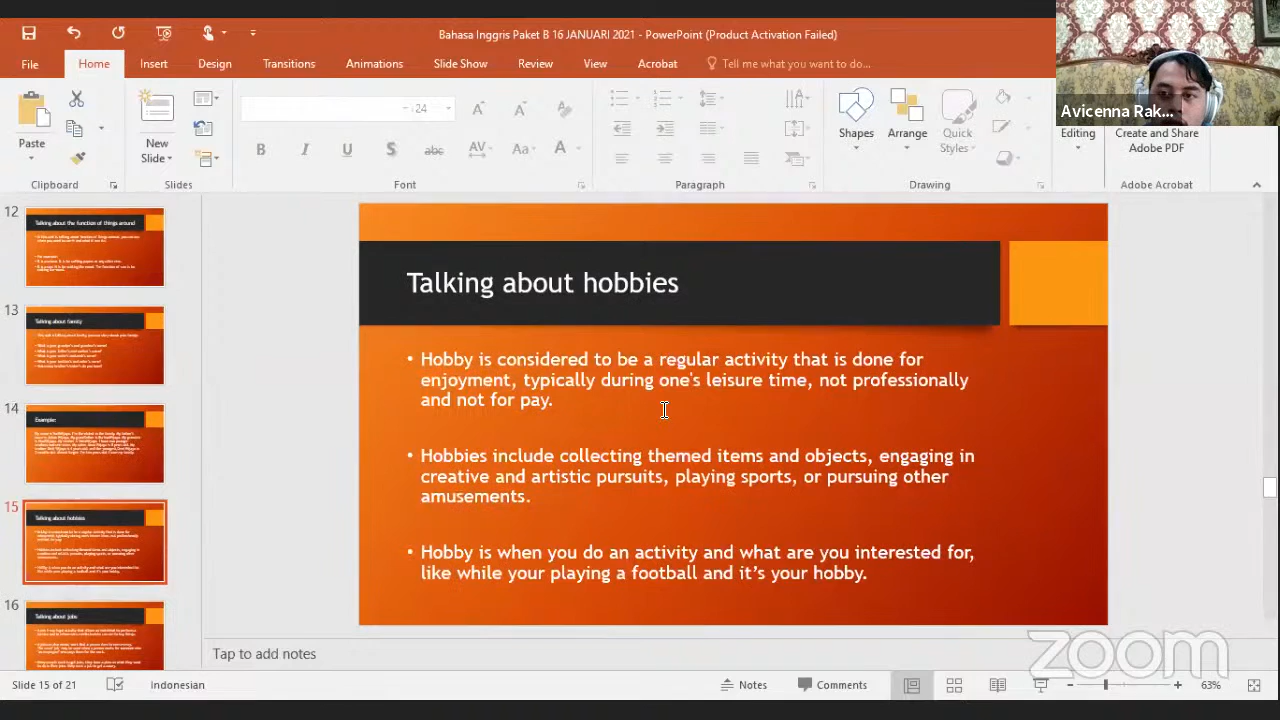 Bahasa Inggris Paket B 16 JANUARI 2021 - PowerPoint (Product Activation Failed)
File Home Insert Design Transitions Animations Slide Show Review View Acrobat Tell me what you want to do...
Avicenna Rak...
24
Paste
New
Slide
Shapes Arrange Quick
Styles
Editing
Create and Share
Adobe PDF
Clipboard Slides Font Paragraph Drawing Adobe Acrobat
12
Talking about the function of things around
13
Talking about family
14
Example:
15
Talking about hobbies
16
Talking about jobs
Talking about hobbies
• Hobby is considered to be a regular activity that is done for
enjoyment, typically during one's leisure time, not professionally
and not for pay.
• Hobbies include collecting themed items and objects, engaging in
creative and artistic pursuits, playing sports, or pursuing other
amusements.
• Hobby is when you do an activity and what are you interested for,
like while your playing a football and it's your hobby.
Tap to add notes
zoom
Slide 15 of 21 Indonesian Notes Comments 63%